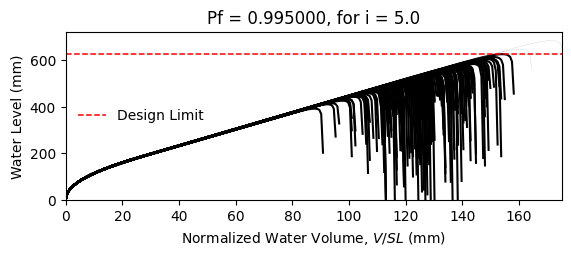 Pf = 0.995000, for i = 5.0
Water Level (mm)
600
400
200
0
Design Limit
0 20 40 60 80 100 120 140 160
Normalized Water Volume, V/SL (mm)